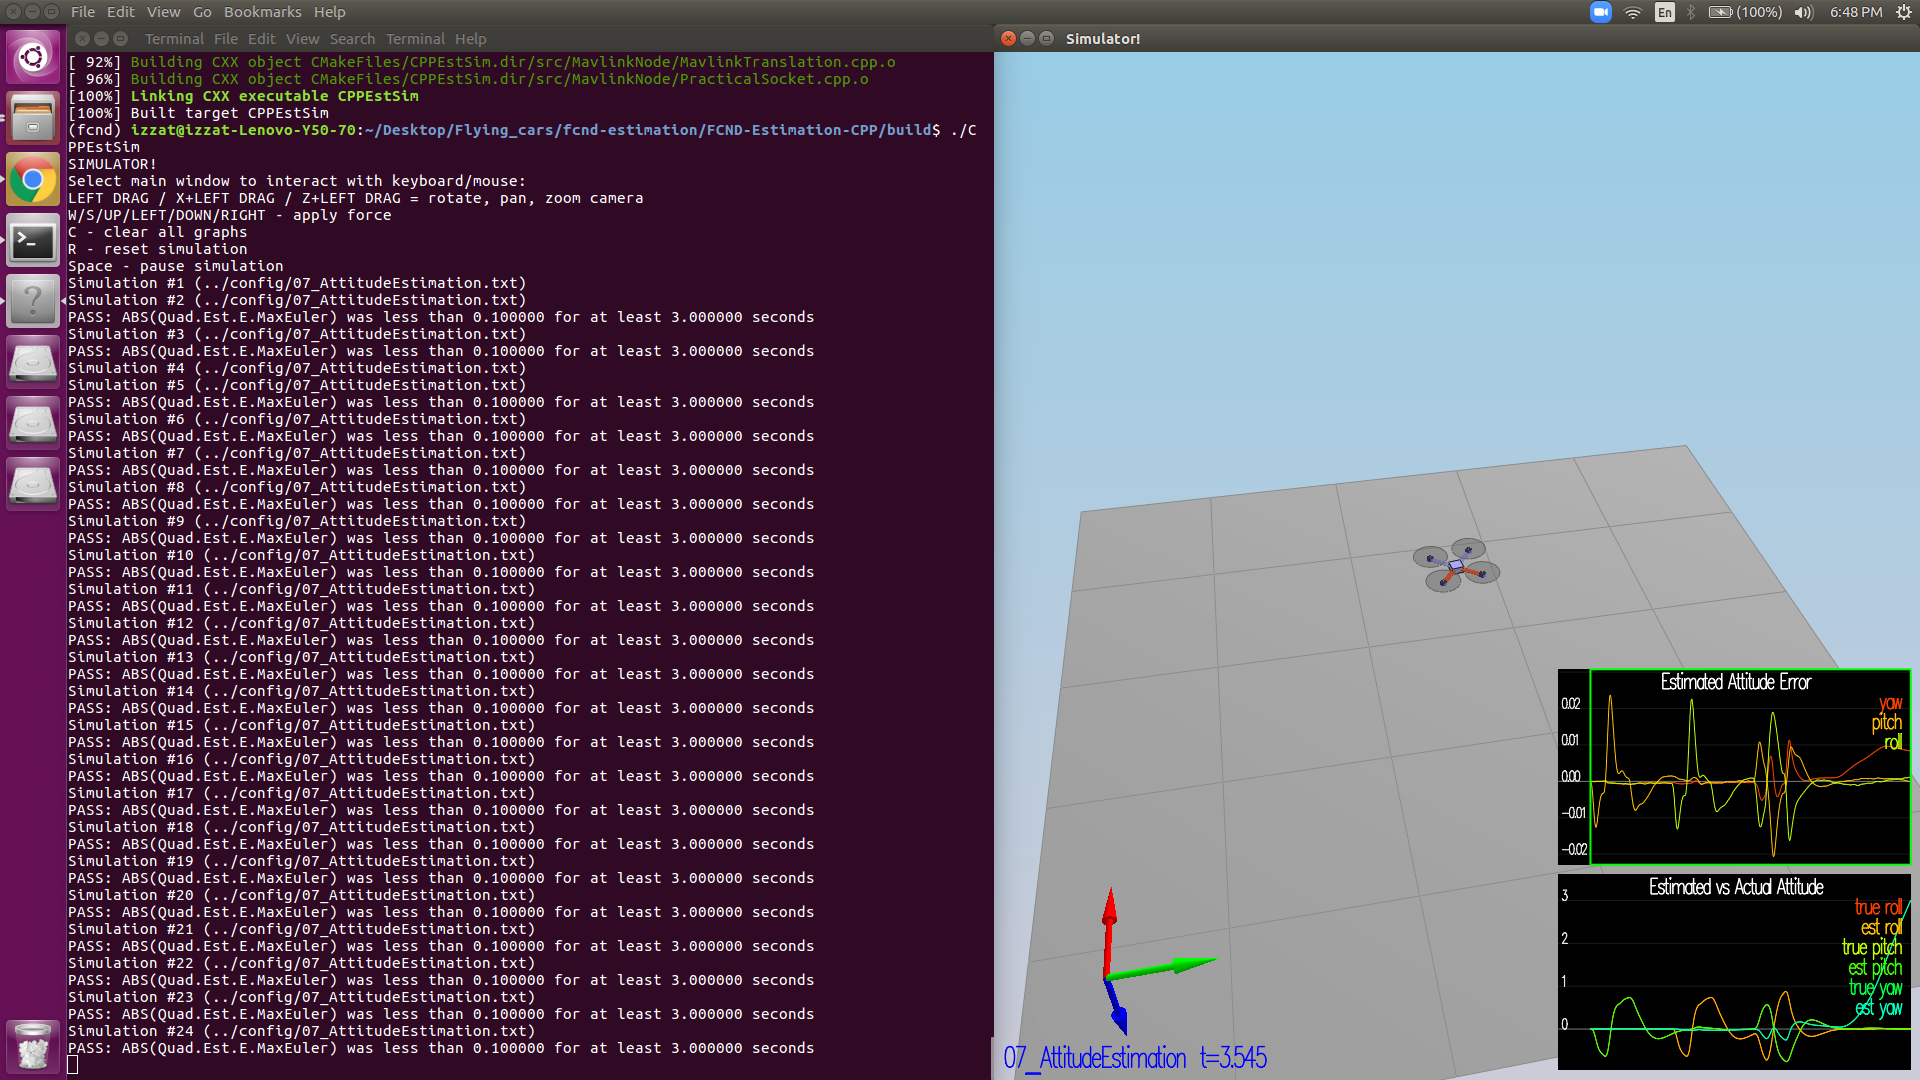 File Edit View Go Bookmarks Help
En (100%) 6:48 PM
Terminal File Edit View Search Terminal Help
[ 92%] Building CXX object CMakeFiles/CPPEstSim.dir/src/MavlinkNode/MavlinkTranslation.cpp.o
[ 96%] Building CXX object CMakeFiles/CPPEstSim.dir/src/MavlinkNode/PracticalSocket.cpp.o
[100%] Linking CXX executable CPPEstSim
[100%] Built target CPPEstSim
(fcnd) izzat@izzat-Lenovo-Y50-70:~/Desktop/Flying_cars/fcnd-estimation/FCND-Estimation-CPP/build$ ./C
PPEstSim
SIMULATOR!
Select main window to interact with keyboard/mouse:
LEFT DRAG / X+LEFT DRAG / Z+LEFT DRAG = rotate, pan, zoom camera
W/S/UP/LEFT/DOWN/RIGHT - apply force
C - clear all graphs
R - reset simulation
Space - pause simulation
Simulation #1 (../config/07_AttitudeEstimation.txt)
Simulation #2 (../config/07_AttitudeEstimation.txt)
PASS: ABS(Quad.Est.E.MaxEuler) was less than 0.100000 for at least 3.000000 seconds
Simulation #3 (../config/07_AttitudeEstimation.txt)
PASS: ABS(Quad.Est.E.MaxEuler) was less than 0.100000 for at least 3.000000 seconds
Simulation #4 (../config/07_AttitudeEstimation.txt)
Simulation #5 (../config/07_AttitudeEstimation.txt)
PASS: ABS(Quad.Est.E.MaxEuler) was less than 0.100000 for at least 3.000000 seconds
Simulation #6 (../config/07_AttitudeEstimation.txt)
PASS: ABS(Quad.Est.E.MaxEuler) was less than 0.100000 for at least 3.000000 seconds
Simulation #7 (../config/07_AttitudeEstimation.txt)
PASS: ABS(Quad.Est.E.MaxEuler) was less than 0.100000 for at least 3.000000 seconds
Simulation #8 (../config/07_AttitudeEstimation.txt)
PASS: ABS(Quad.Est.E.MaxEuler) was less than 0.100000 for at least 3.000000 seconds
Simulation #9 (../config/07_AttitudeEstimation.txt)
PASS: ABS(Quad.Est.E.MaxEuler) was less than 0.100000 for at least 3.000000 seconds
Simulation #10 (../config/07_AttitudeEstimation.txt)
PASS: ABS(Quad.Est.E.MaxEuler) was less than 0.100000 for at least 3.000000 seconds
Simulation #11 (../config/07_AttitudeEstimation.txt)
PASS: ABS(Quad.Est.E.MaxEuler) was less than 0.100000 for at least 3.000000 seconds
Simulation #12 (../config/07_AttitudeEstimation.txt)
PASS: ABS(Quad.Est.E.MaxEuler) was less than 0.100000 for at least 3.000000 seconds
Simulation #13 (../config/07_AttitudeEstimation.txt)
PASS: ABS(Quad.Est.E.MaxEuler) was less than 0.100000 for at least 3.000000 seconds
Simulation #14 (../config/07_AttitudeEstimation.txt)
PASS: ABS(Quad.Est.E.MaxEuler) was less than 0.100000 for at least 3.000000 seconds
Simulation #15 (../config/07_AttitudeEstimation.txt)
PASS: ABS(Quad.Est.E.MaxEuler) was less than 0.100000 for at least 3.000000 seconds
Simulation #16 (../config/07_AttitudeEstimation.txt)
PASS: ABS(Quad.Est.E.MaxEuler) was less than 0.100000 for at least 3.000000 seconds
Simulation #17 (../config/07_AttitudeEstimation.txt)
PASS: ABS(Quad.Est.E.MaxEuler) was less than 0.100000 for at least 3.000000 seconds
Simulation #18 (../config/07_AttitudeEstimation.txt)
PASS: ABS(Quad.Est.E.MaxEuler) was less than 0.100000 for at least 3.000000 seconds
Simulation #19 (../config/07_AttitudeEstimation.txt)
PASS: ABS(Quad.Est.E.MaxEuler) was less than 0.100000 for at least 3.000000 seconds
Simulation #20 (../config/07_AttitudeEstimation.txt)
PASS: ABS(Quad.Est.E.MaxEuler) was less than 0.100000 for at least 3.000000 seconds
Simulation #21 (../config/07_AttitudeEstimation.txt)
PASS: ABS(Quad.Est.E.MaxEuler) was less than 0.100000 for at least 3.000000 seconds
Simulation #22 (../config/07_AttitudeEstimation.txt)
PASS: ABS(Quad.Est.E.MaxEuler) was less than 0.100000 for at least 3.000000 seconds
Simulation #23 (../config/07_AttitudeEstimation.txt)
PASS: ABS(Quad.Est.E.MaxEuler) was less than 0.100000 for at least 3.000000 seconds
Simulation #24 (../config/07_AttitudeEstimation.txt)
PASS: ABS(Quad.Est.E.MaxEuler) was less than 0.100000 for at least 3.000000 seconds
Simulator!
Estimated Attitude Error
0.02
0.01
0.00
-0.01
-0.02
yaw
pitch
roll
Estimated vs Actual Attitude
3
2
1
0
true roll
est roll
true pitch
est pitch
true yaw
est yaw
07_AttitudeEstimation t=3.545